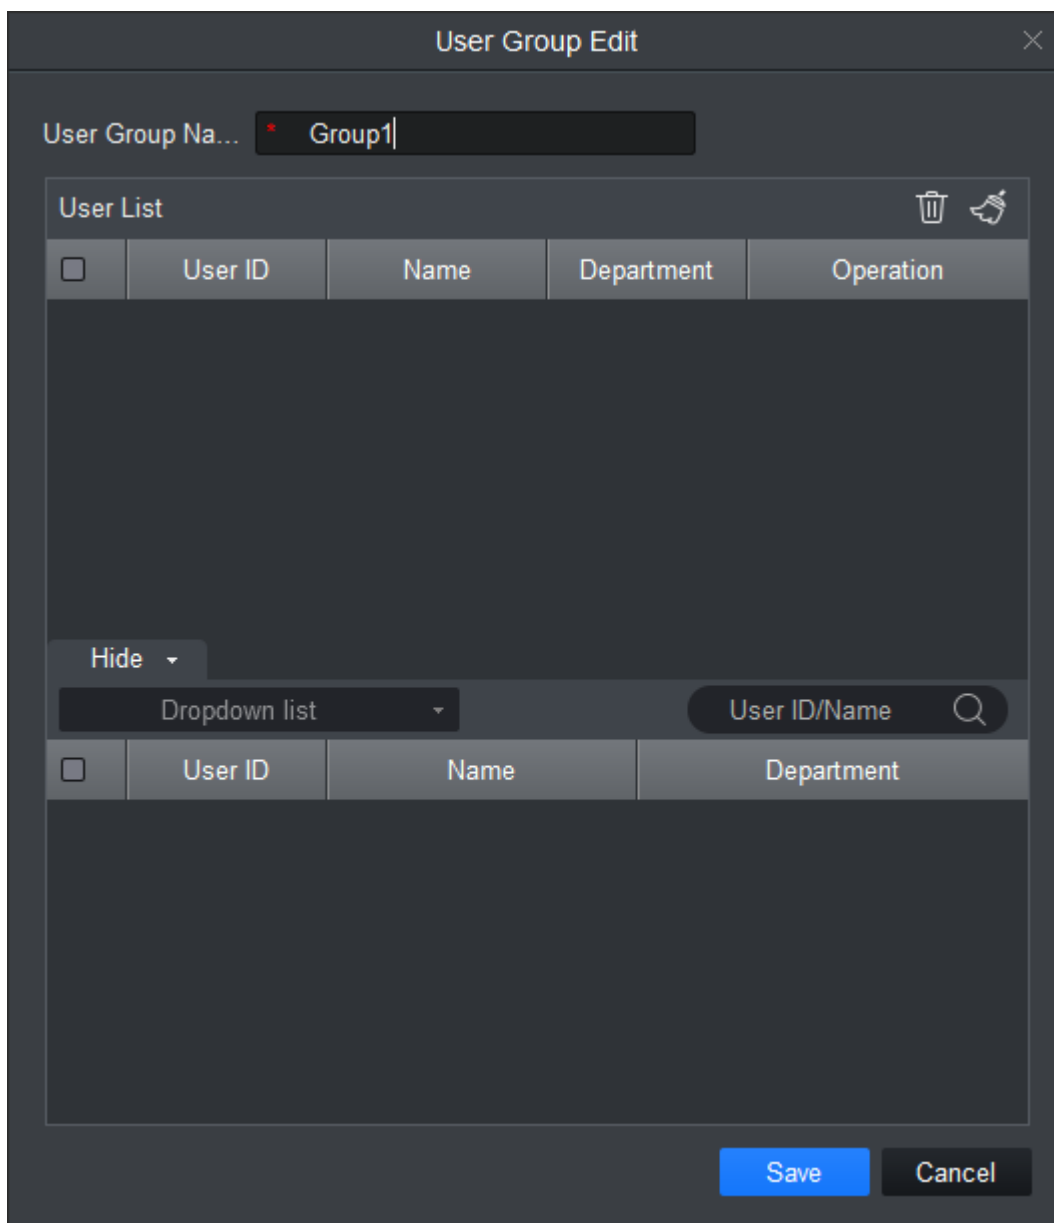 User Group Edit
User Group Na... * Group1
User List
User ID Name Department Operation
Hide
Dropdown list User ID/Name
User ID Name Department
Save Cancel